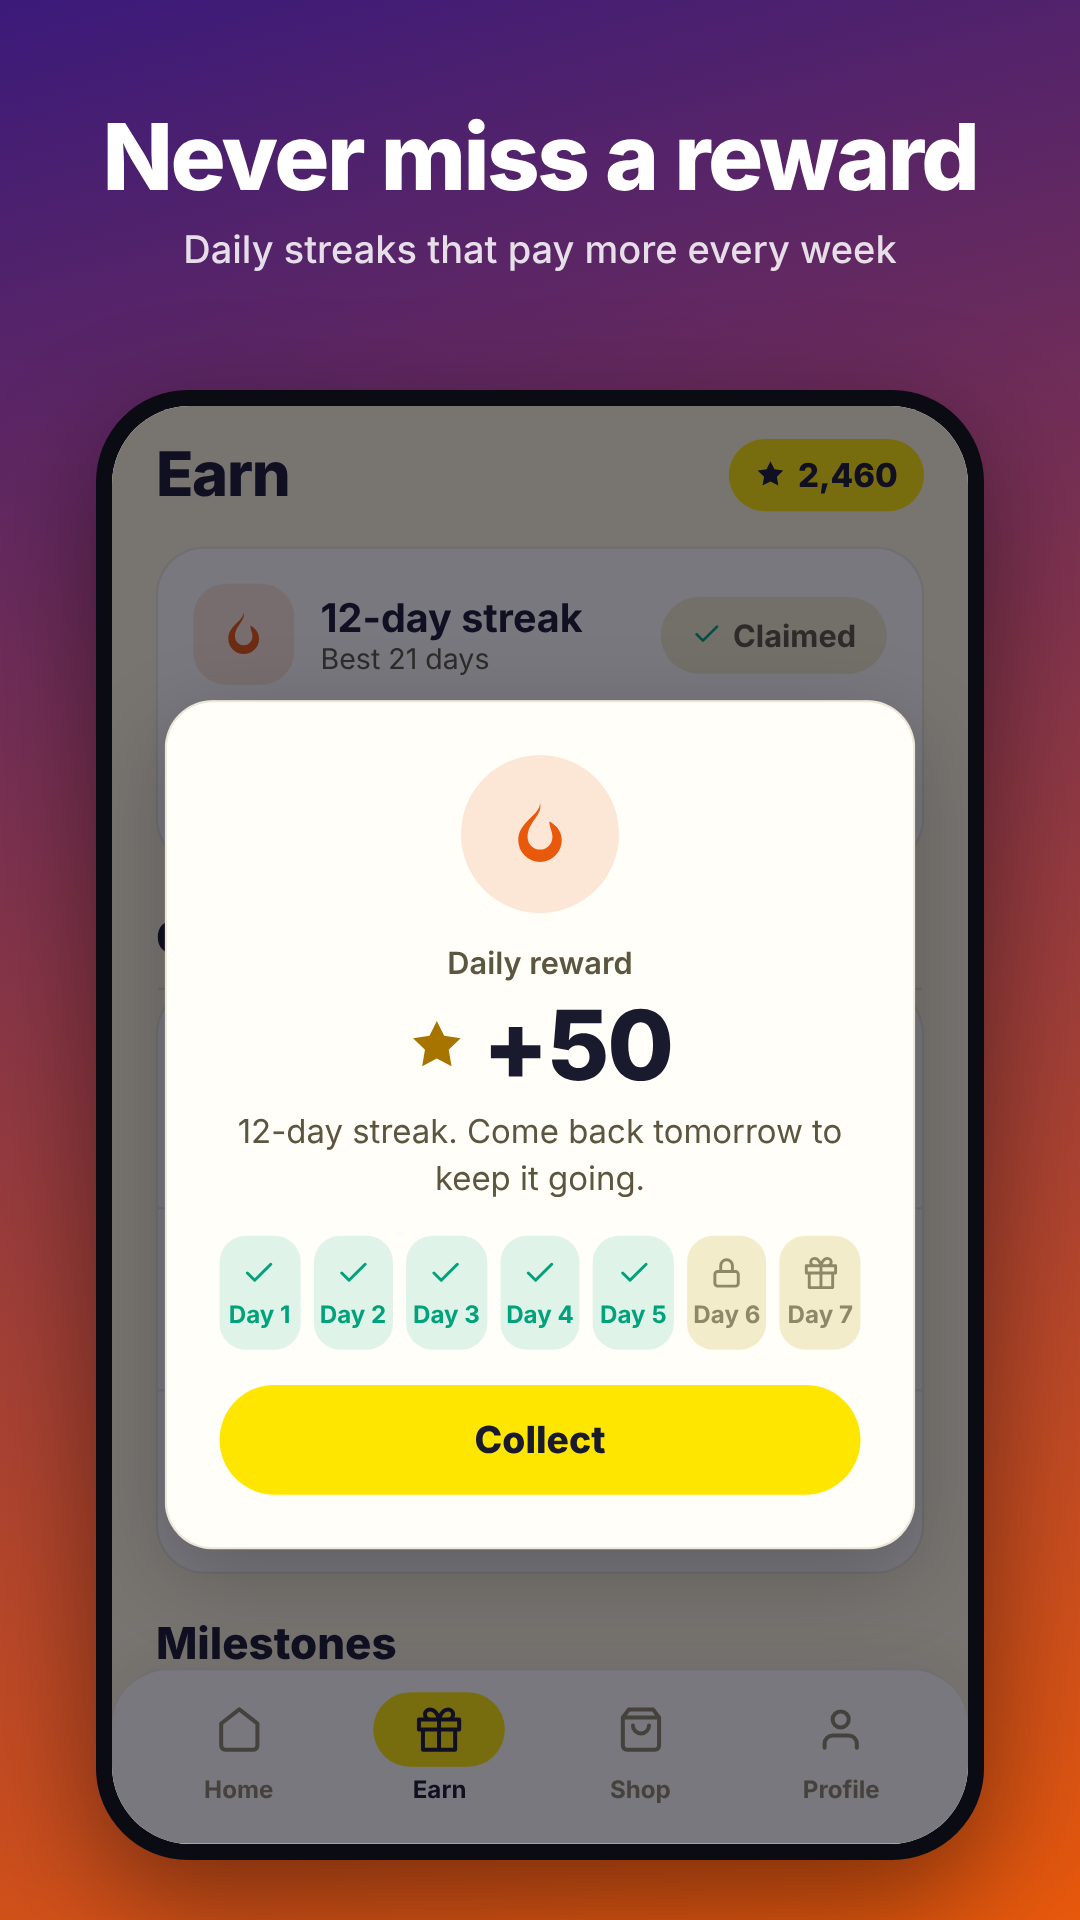 Never miss a reward
Daily streaks that pay more every week
Earn
2,460
12-day streak
Best 21 days
Claimed
Daily reward
+50
12-day streak. Come back tomorrow to
keep it going.
Day 1
Day 2
Day 3
Day 4
Day 5
Day 6
Day 7
Collect
Milestones
Home
Earn
Shop
Profile